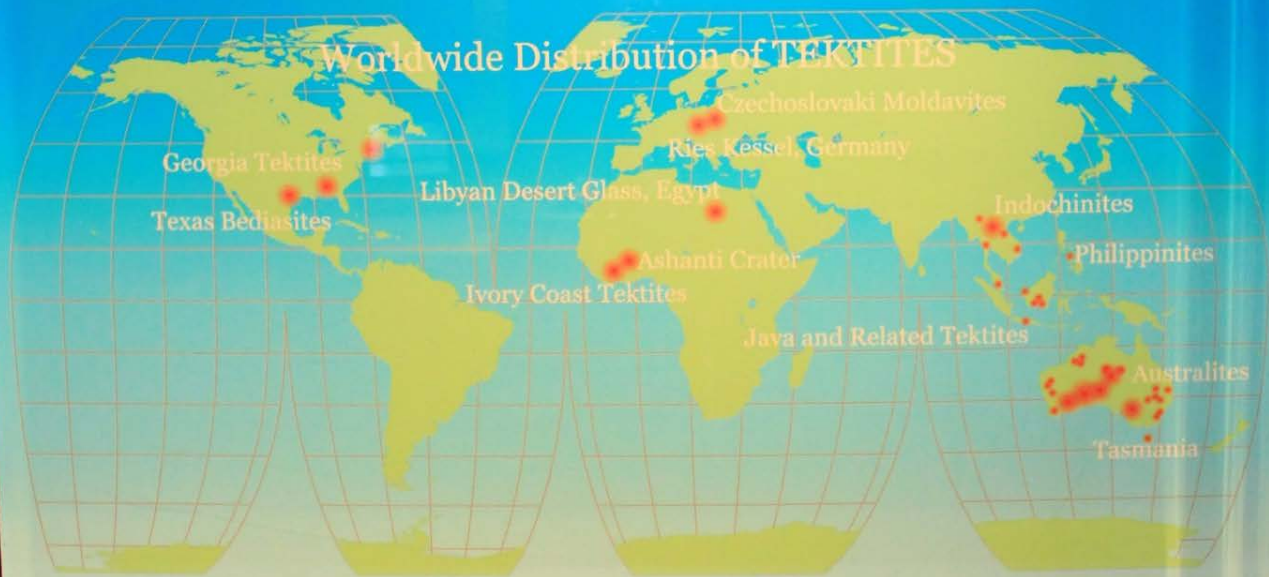 Worldwide Distribution of TEKTITES
Czechoslovaki Moldavites
Ries Kessel, Germany
Georgia Tektites
Libyan Desert Glass, Egypt
Texas Bediasites
Indochinites
Philippinites
Ashanti Crater
Ivory Coast Tektites
Java and Related Tektites
Australites
Tasmania